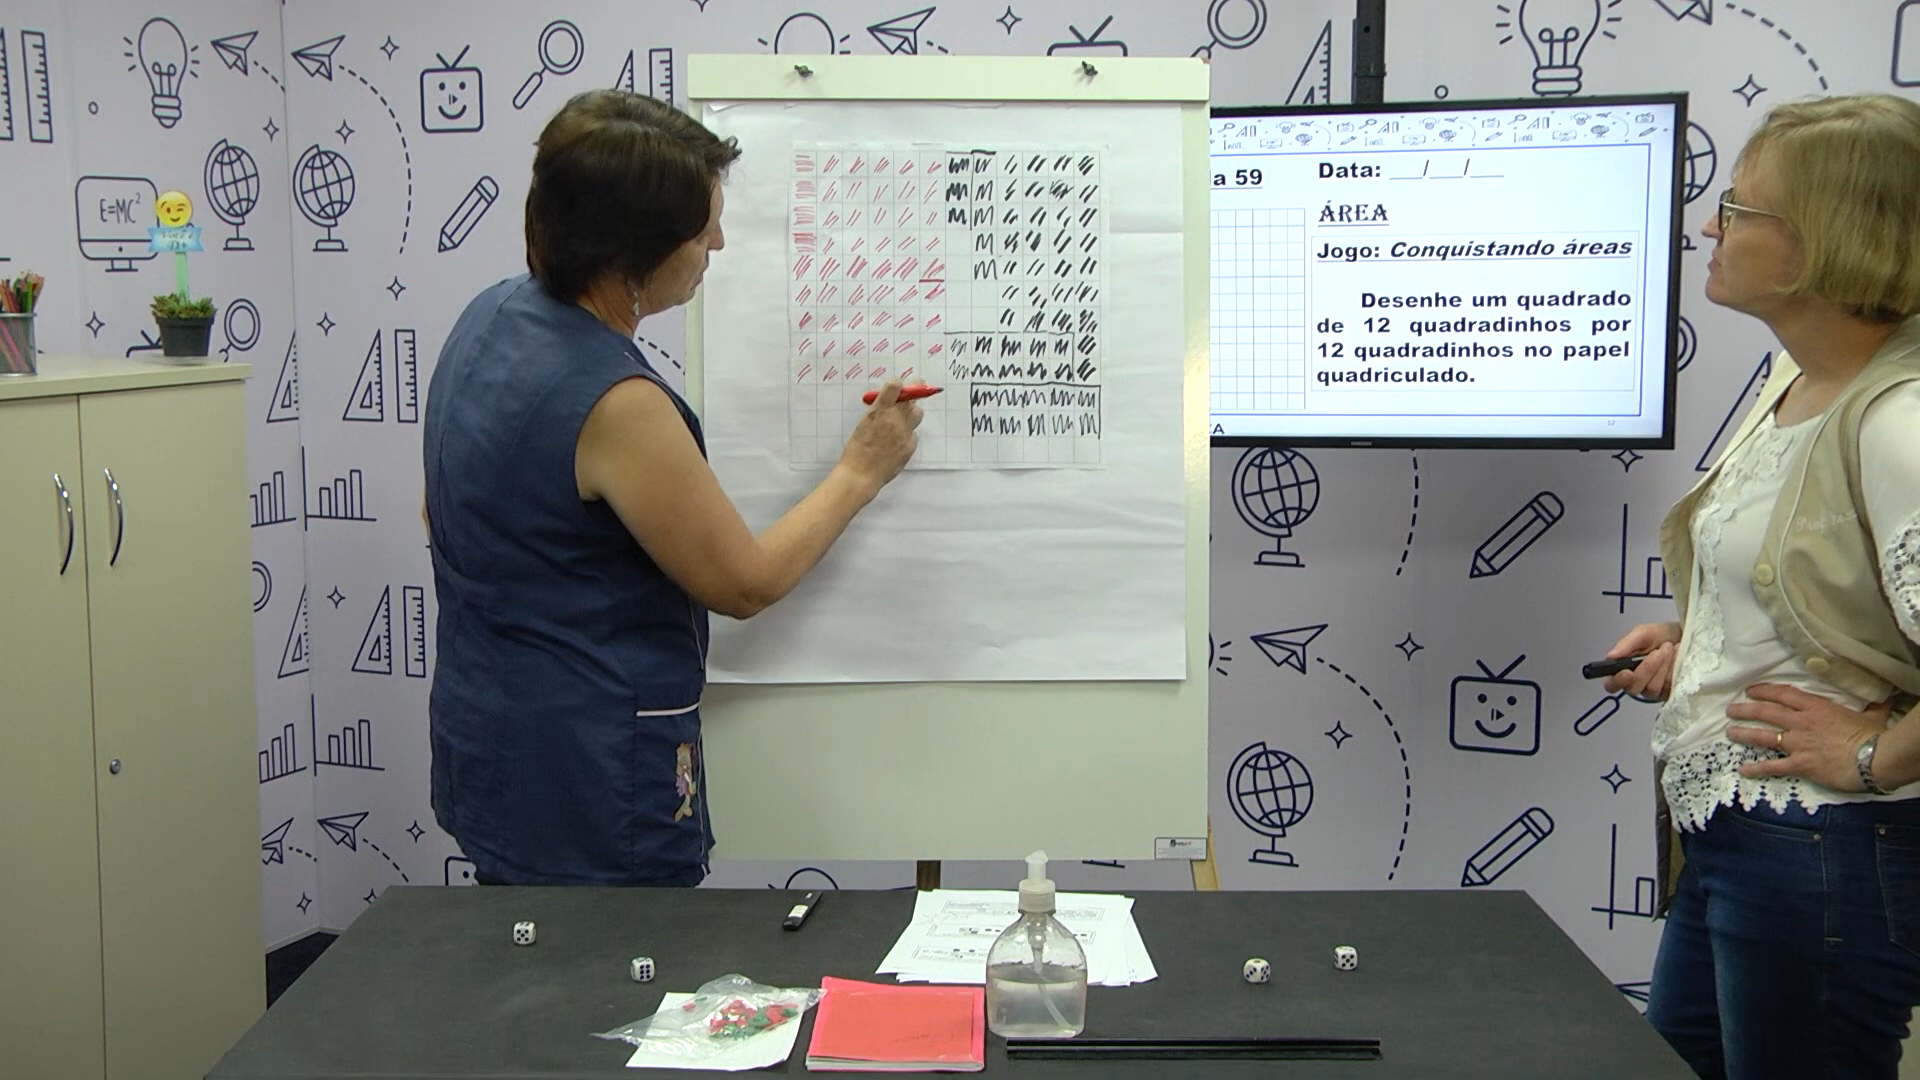 E=MC²
a 59
Data: ___/___/___
ÁREA
Jogo: Conquistando áreas
Desenhe um quadrado
de 12 quadradinhos por
12 quadradinhos no papel
quadriculado.